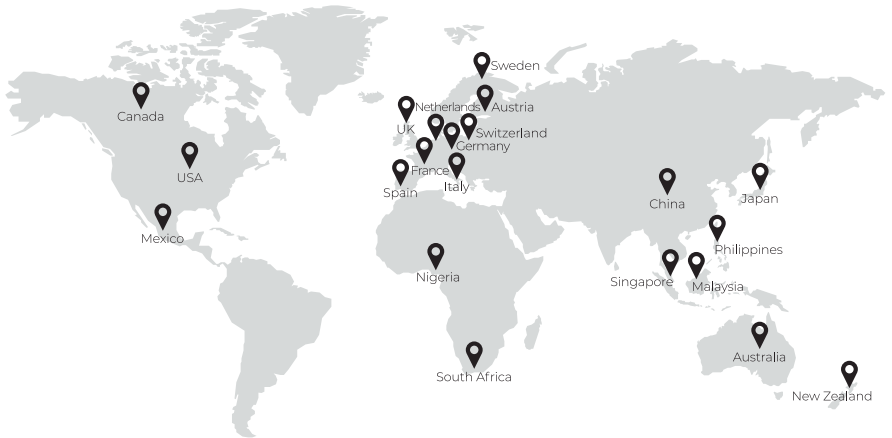 Sweden
Netherlands
Austria
Canada
UK
Switzerland
Germany
France
USA
Italy
Spain
China
Japan
Mexico
Philippines
Nigeria
Singapore
Malaysia
Australia
South Africa
New Zealand